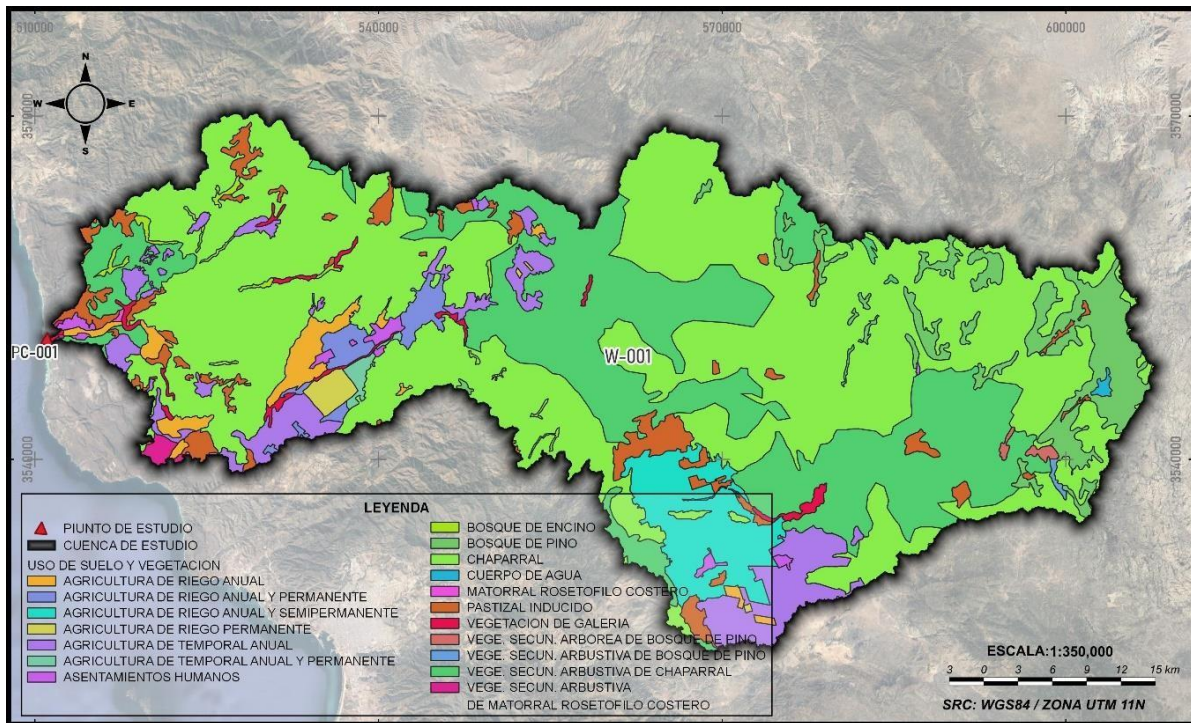 510000 540000 570000 600000
N
W E
S
3570000 3570000
PC-001
W-001
3540000 3540000
LEYENDA
PIUNTO DE ESTUDIO
CUENCA DE ESTUDIO
USO DE SUELO Y VEGETACION
AGRICULTURA DE RIEGO ANUAL
AGRICULTURA DE RIEGO ANUAL Y PERMANENTE
AGRICULTURA DE RIEGO ANUAL Y SEMIPERMANENTE
AGRICULTURA DE RIEGO PERMANENTE
AGRICULTURA DE TEMPORAL ANUAL
AGRICULTURA DE TEMPORAL ANUAL Y PERMANENTE
ASENTAMIENTOS HUMANOS
BOSQUE DE ENCINO
BOSQUE DE PINO
CHAPARRAL
CUERPO DE AGUA
MATORRAL ROSETOFILO COSTERO
PASTIZAL INDUCIDO
VEGETACION DE GALERIA
VEGE. SECUN. ARBOREA DE BOSQUE DE PINO
VEGE. SECUN. ARBUSTIVA DE BOSQUE DE PINO
VEGE. SECUN. ARBUSTIVA DE CHAPARRAL
VEGE. SECUN. ARBUSTIVA
DE MATORRAL ROSETOFILO COSTERO
ESCALA:1:350,000
3 0 3 6 9 12 15 km
SRC: WGS84 / ZONA UTM 11N